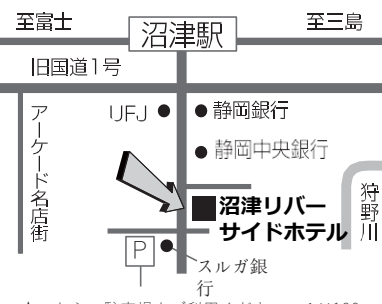 至富士
沼津駅
至三島
旧国道1号
アーケード名店街
UFJ
静岡銀行
静岡中央銀行
狩野川
沼津リバー
サイドホテル
P
スルガ銀
行